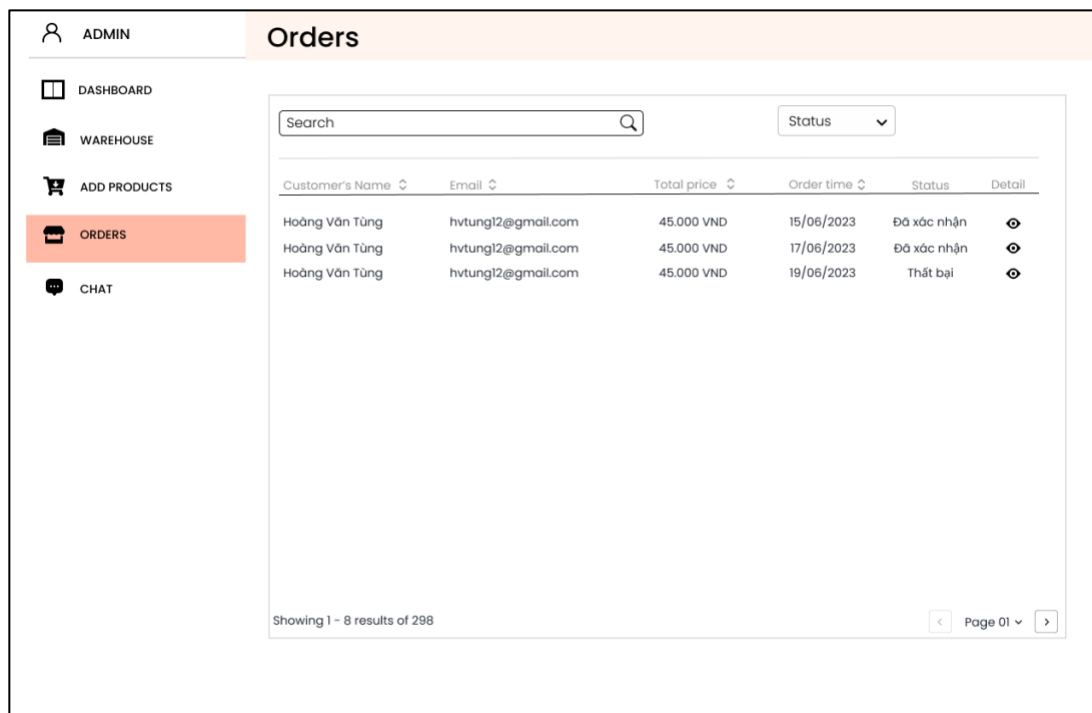 ADMIN
Orders
DASHBOARD
WAREHOUSE
ADD PRODUCTS
ORDERS
CHAT
Search
Status
Customer's Name Email Total price Order time Status Detail
Hoàng Văn Tùng hvtung12@gmail.com 45.000 VND 15/06/2023 Đã xác nhận
Hoàng Văn Tùng hvtung12@gmail.com 45.000 VND 17/06/2023 Đã xác nhận
Hoàng Văn Tùng hvtung12@gmail.com 45.000 VND 19/06/2023 Thất bại
Showing 1 - 8 results of 298
Page 01